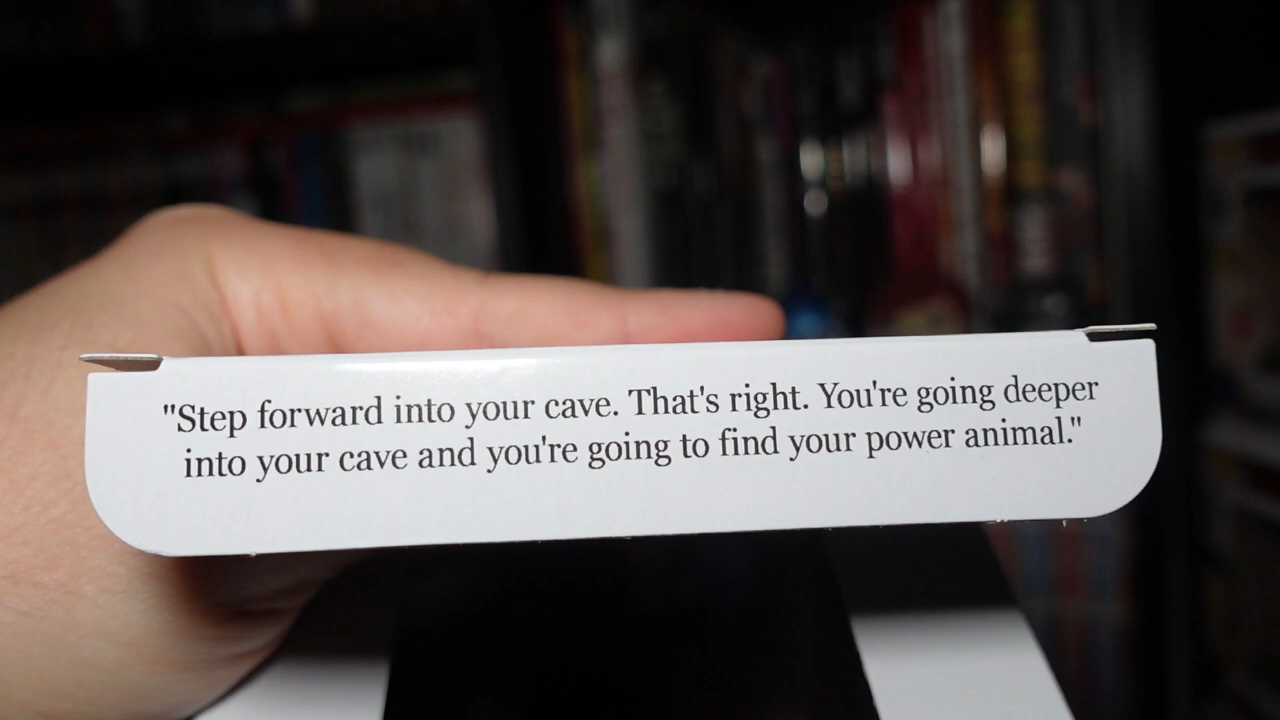 "Step forward into your cave. That's right. You're going deeper
into your cave and you're going to find your power animal."